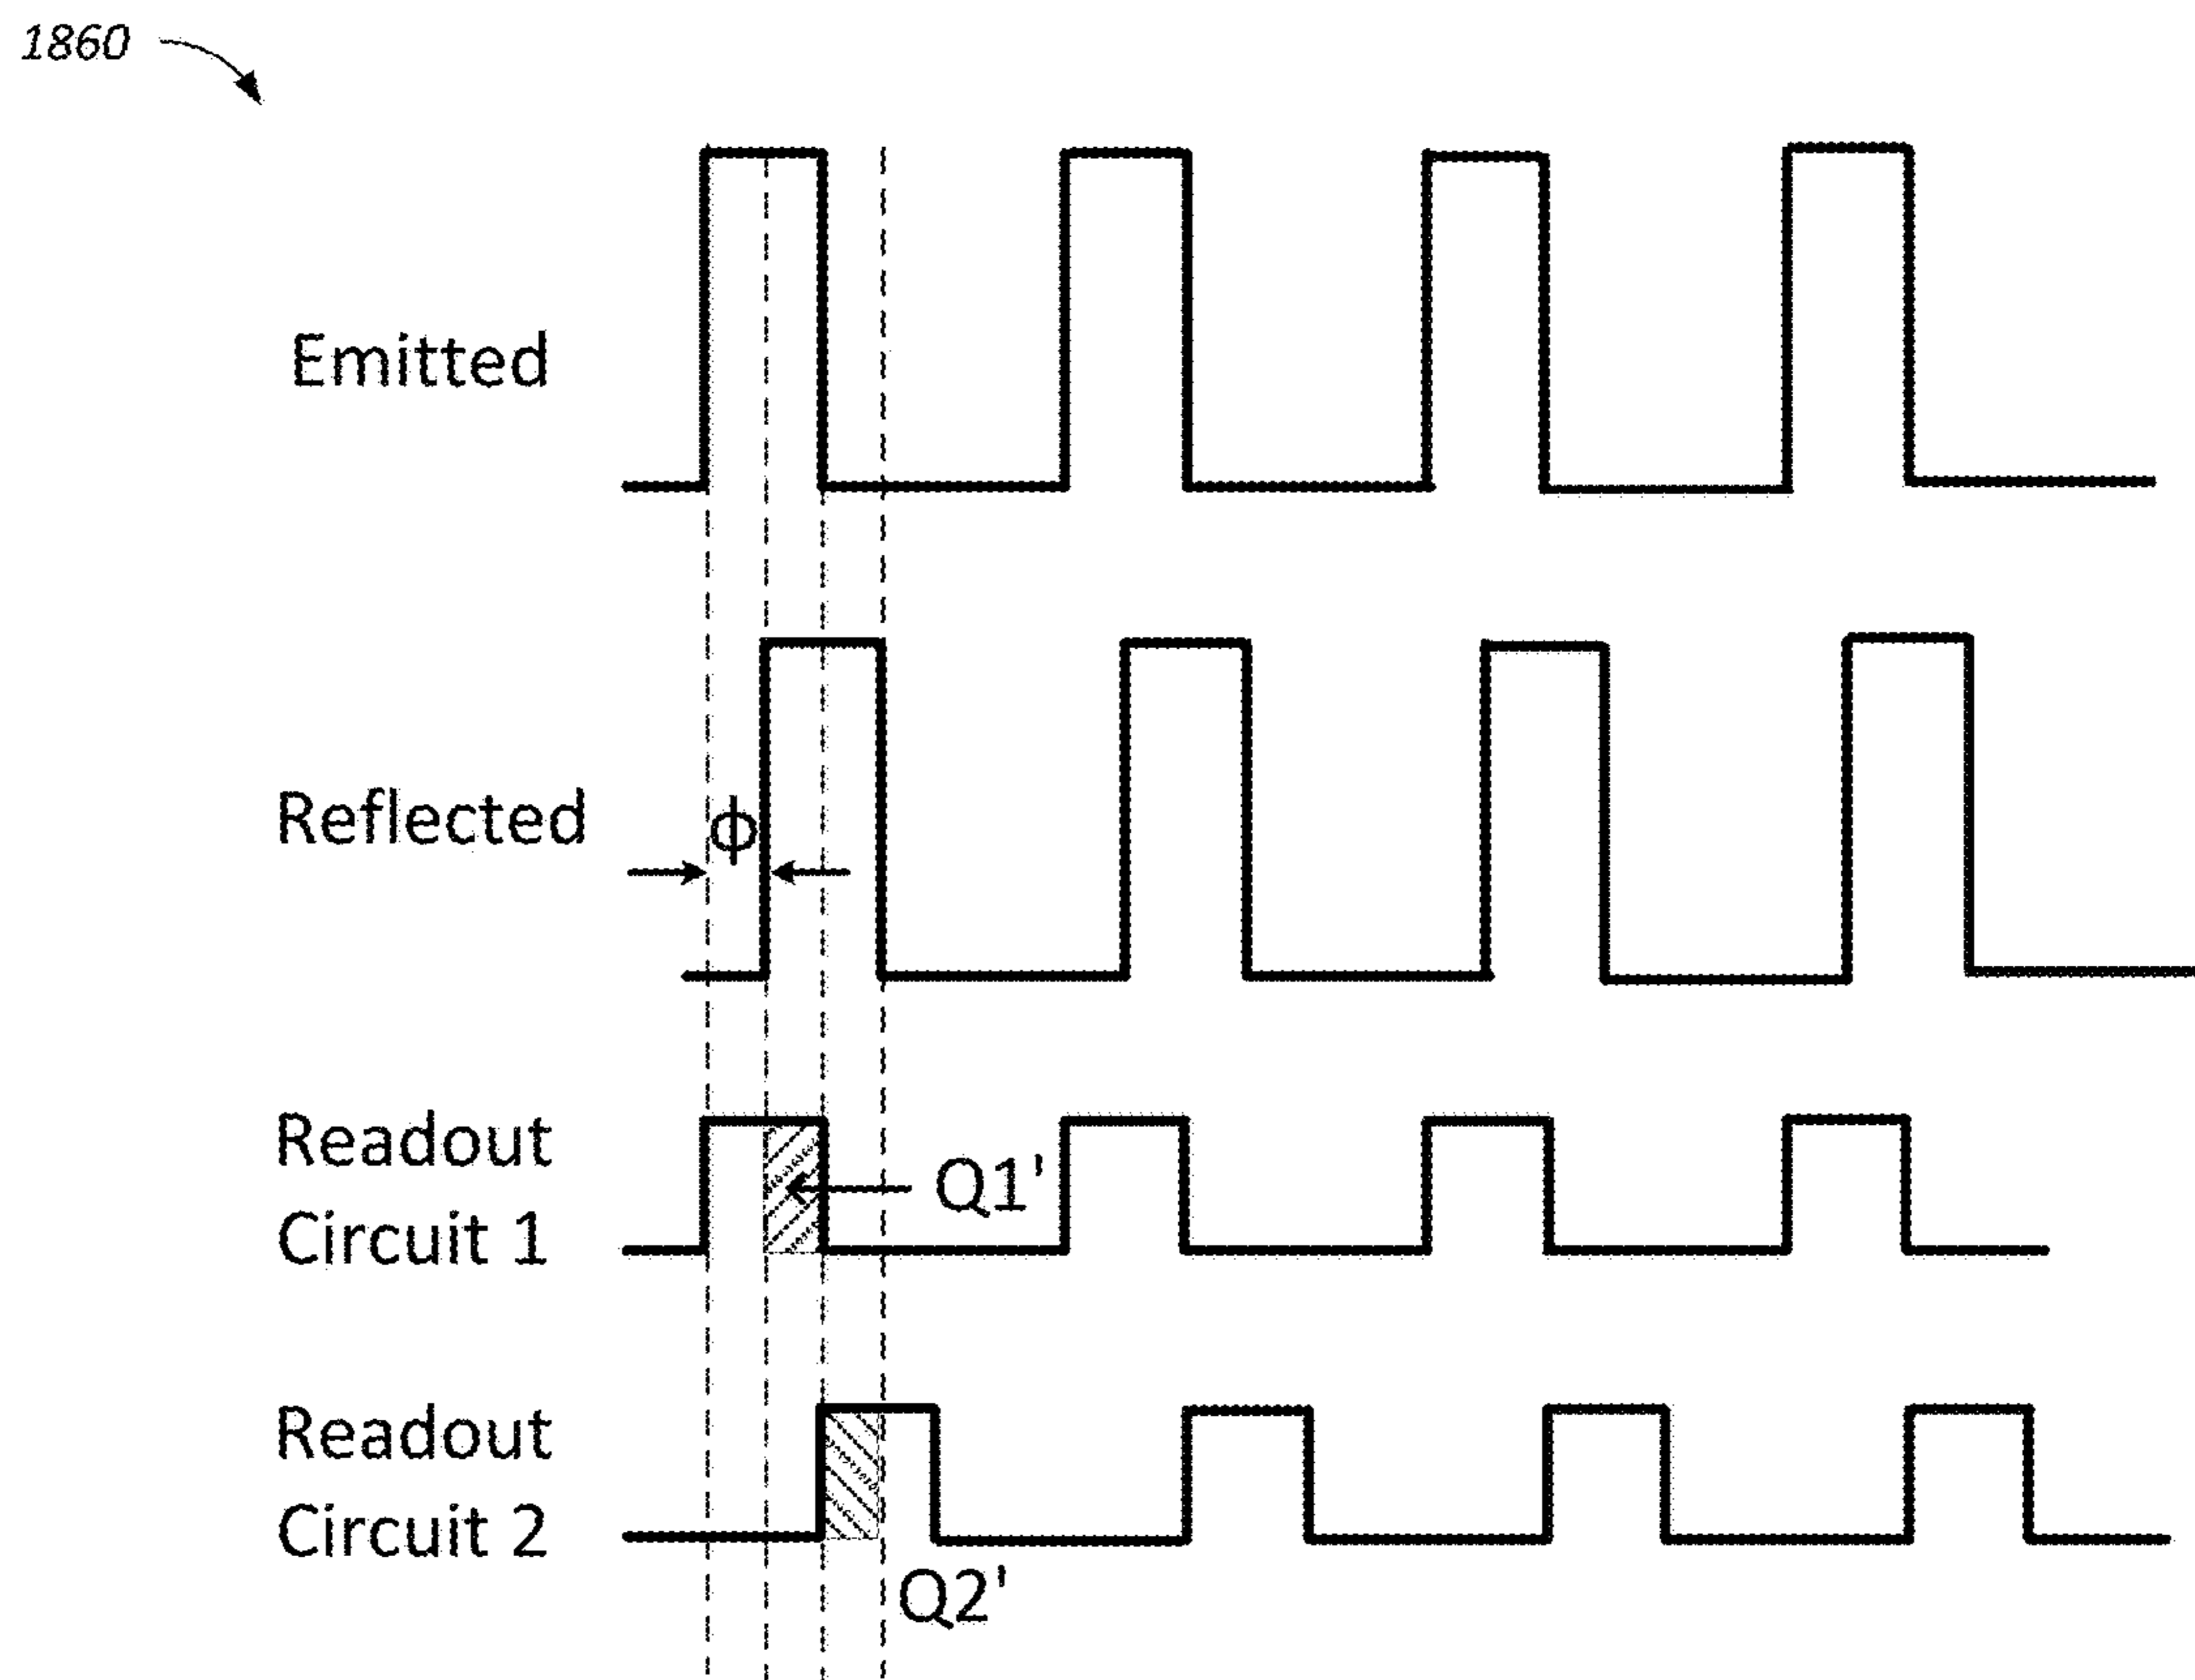 1860
Emitted
Reflected
ϕ
Readout
Circuit 1
Q1'
Readout
Circuit 2
Q2'